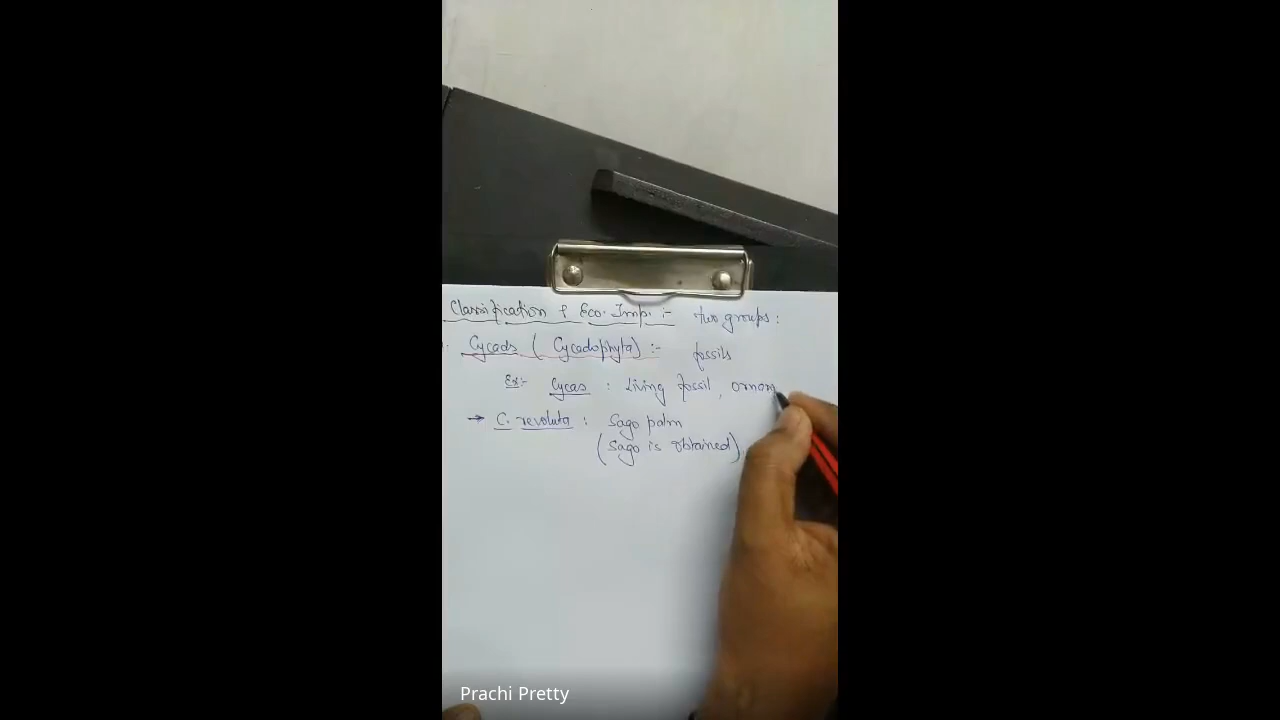 Classification & Eco. Imp. :- two groups :
Cycads ( Cycadophyta) :- fossils
Ex:- Cycas : Living fossil, ornam
→ C. revoluta : Sago palm
(Sago is obtained),
Prachi Pretty